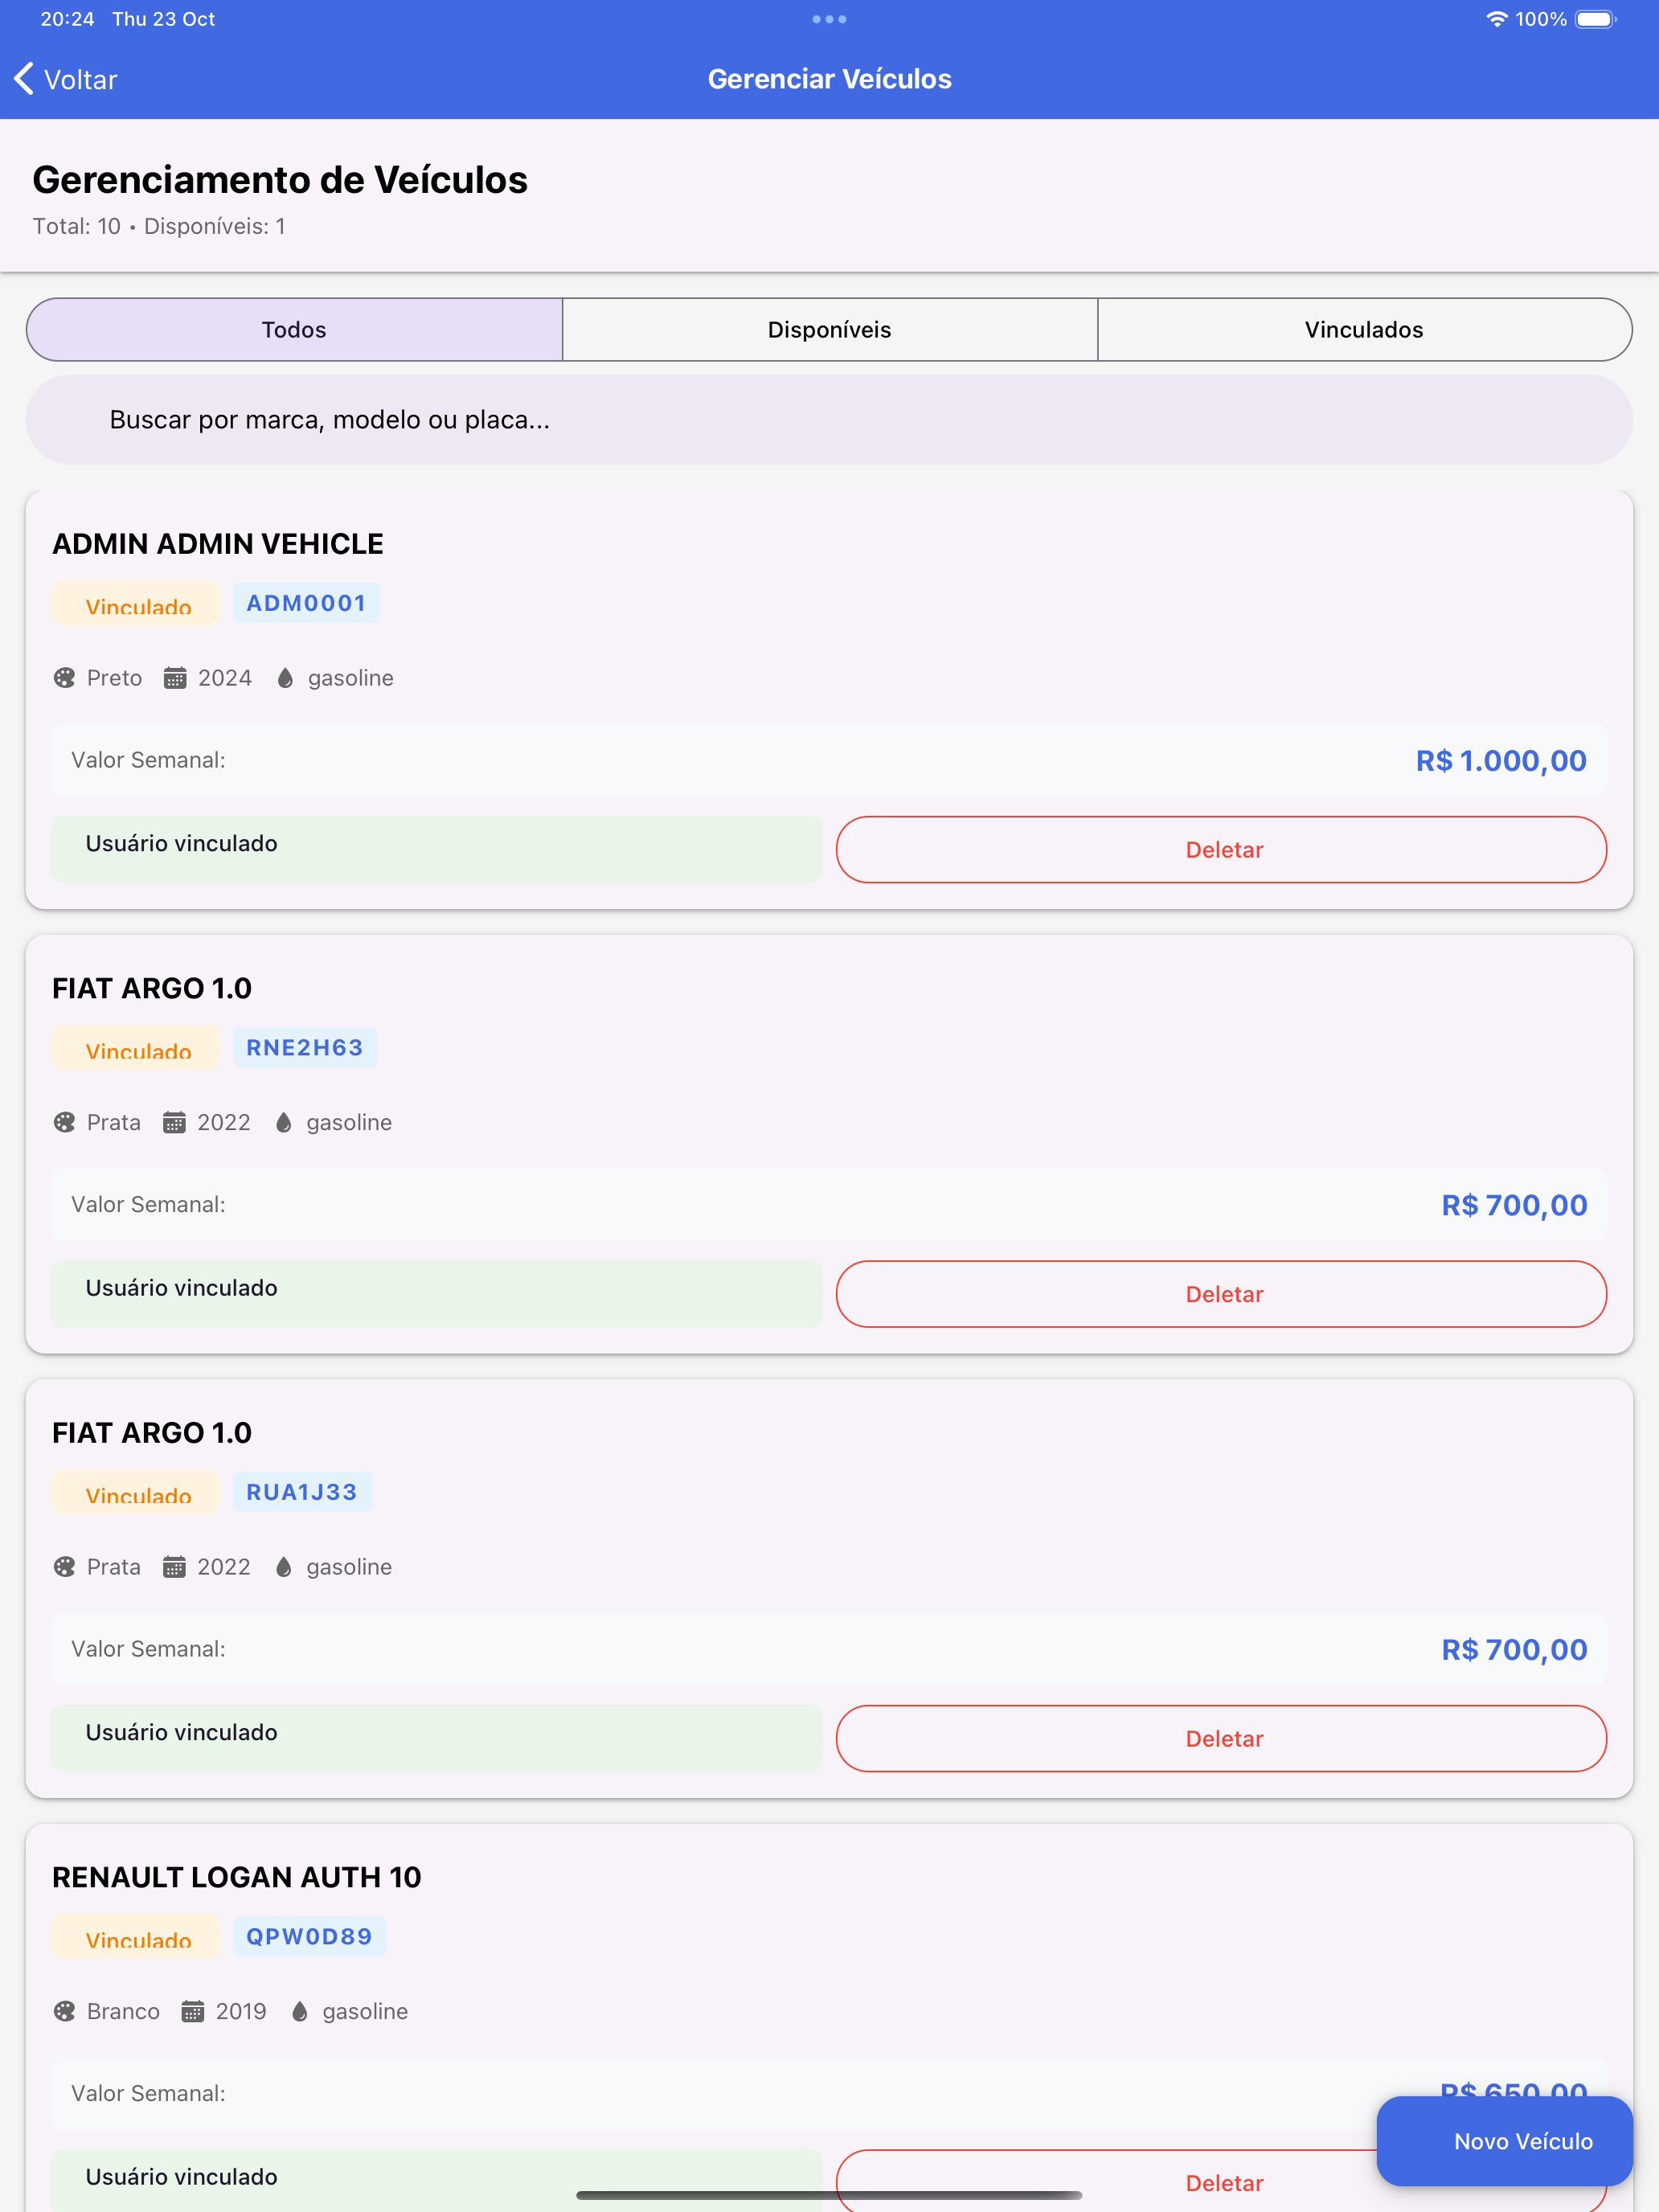 20:24 Thu 23 Oct
100%
Voltar
Gerenciar Veículos
Gerenciamento de Veículos
Total: 10 • Disponíveis: 1
Todos
Disponíveis
Vinculados
Buscar por marca, modelo ou placa...
ADMIN ADMIN VEHICLE
Vinculado ADM0001
Preto 2024 gasoline
Valor Semanal: R$ 1.000,00
Usuário vinculado Deletar
FIAT ARGO 1.0
Vinculado RNE2H63
Prata 2022 gasoline
Valor Semanal: R$ 700,00
Usuário vinculado Deletar
FIAT ARGO 1.0
Vinculado RUA1J33
Prata 2022 gasoline
Valor Semanal: R$ 700,00
Usuário vinculado Deletar
RENAULT LOGAN AUTH 10
Vinculado QPW0D89
Branco 2019 gasoline
Valor Semanal: R$ 650,00
Novo Veículo
Usuário vinculado Deletar